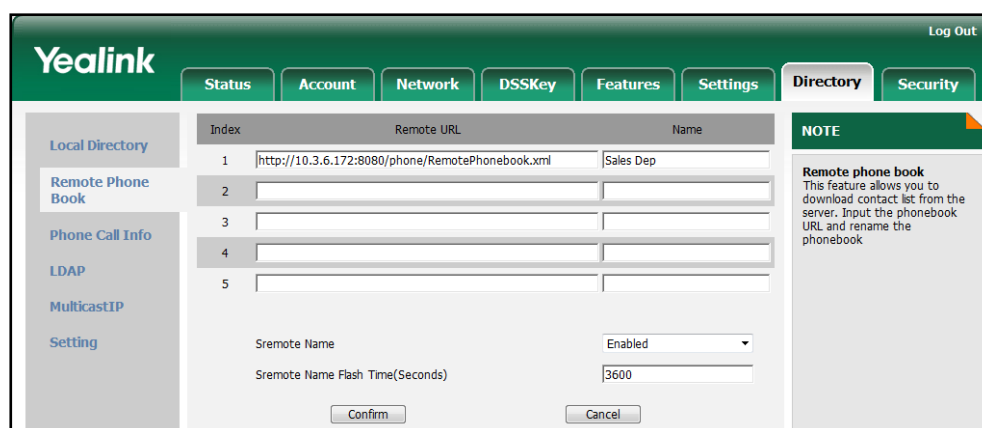 Log Out
Yealink
Status Account Network DSSKey Features Settings Directory Security
Local Directory
Remote Phone
Book
Phone Call Info
LDAP
MulticastIP
Setting
Index Remote URL Name
1 http://10.3.6.172:8080/phone/RemotePhonebook.xml Sales Dep
2
3
4
5
Sremote Name Enabled
Sremote Name Flash Time(Seconds) 3600
Confirm Cancel
NOTE
Remote phone book
This feature allows you to
download contact list from the
server. Input the phonebook
URL and rename the
phonebook